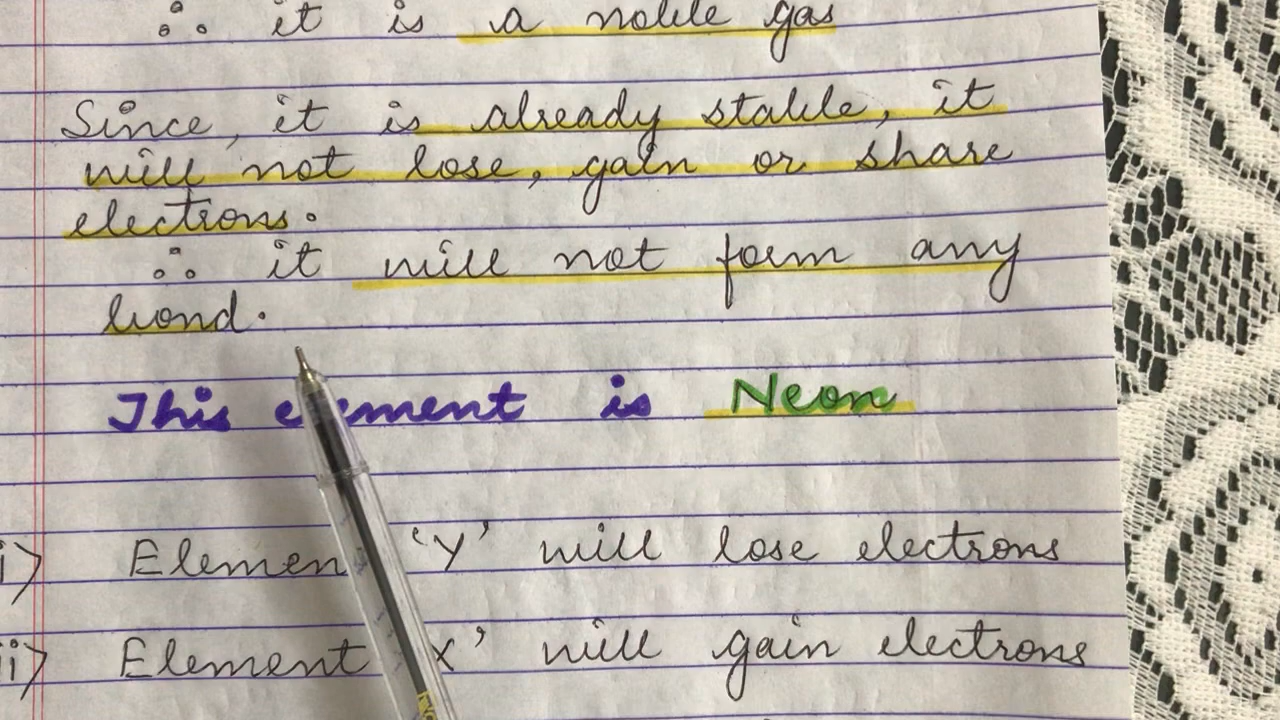 ∴ it is a noble gas
Since, it is already stable, it
will not lose, gain or share
electrons.
∴ it will not form any
bond.
This element is Neon
i) Element 'Y' will lose electrons
ii) Element 'X' will gain electrons